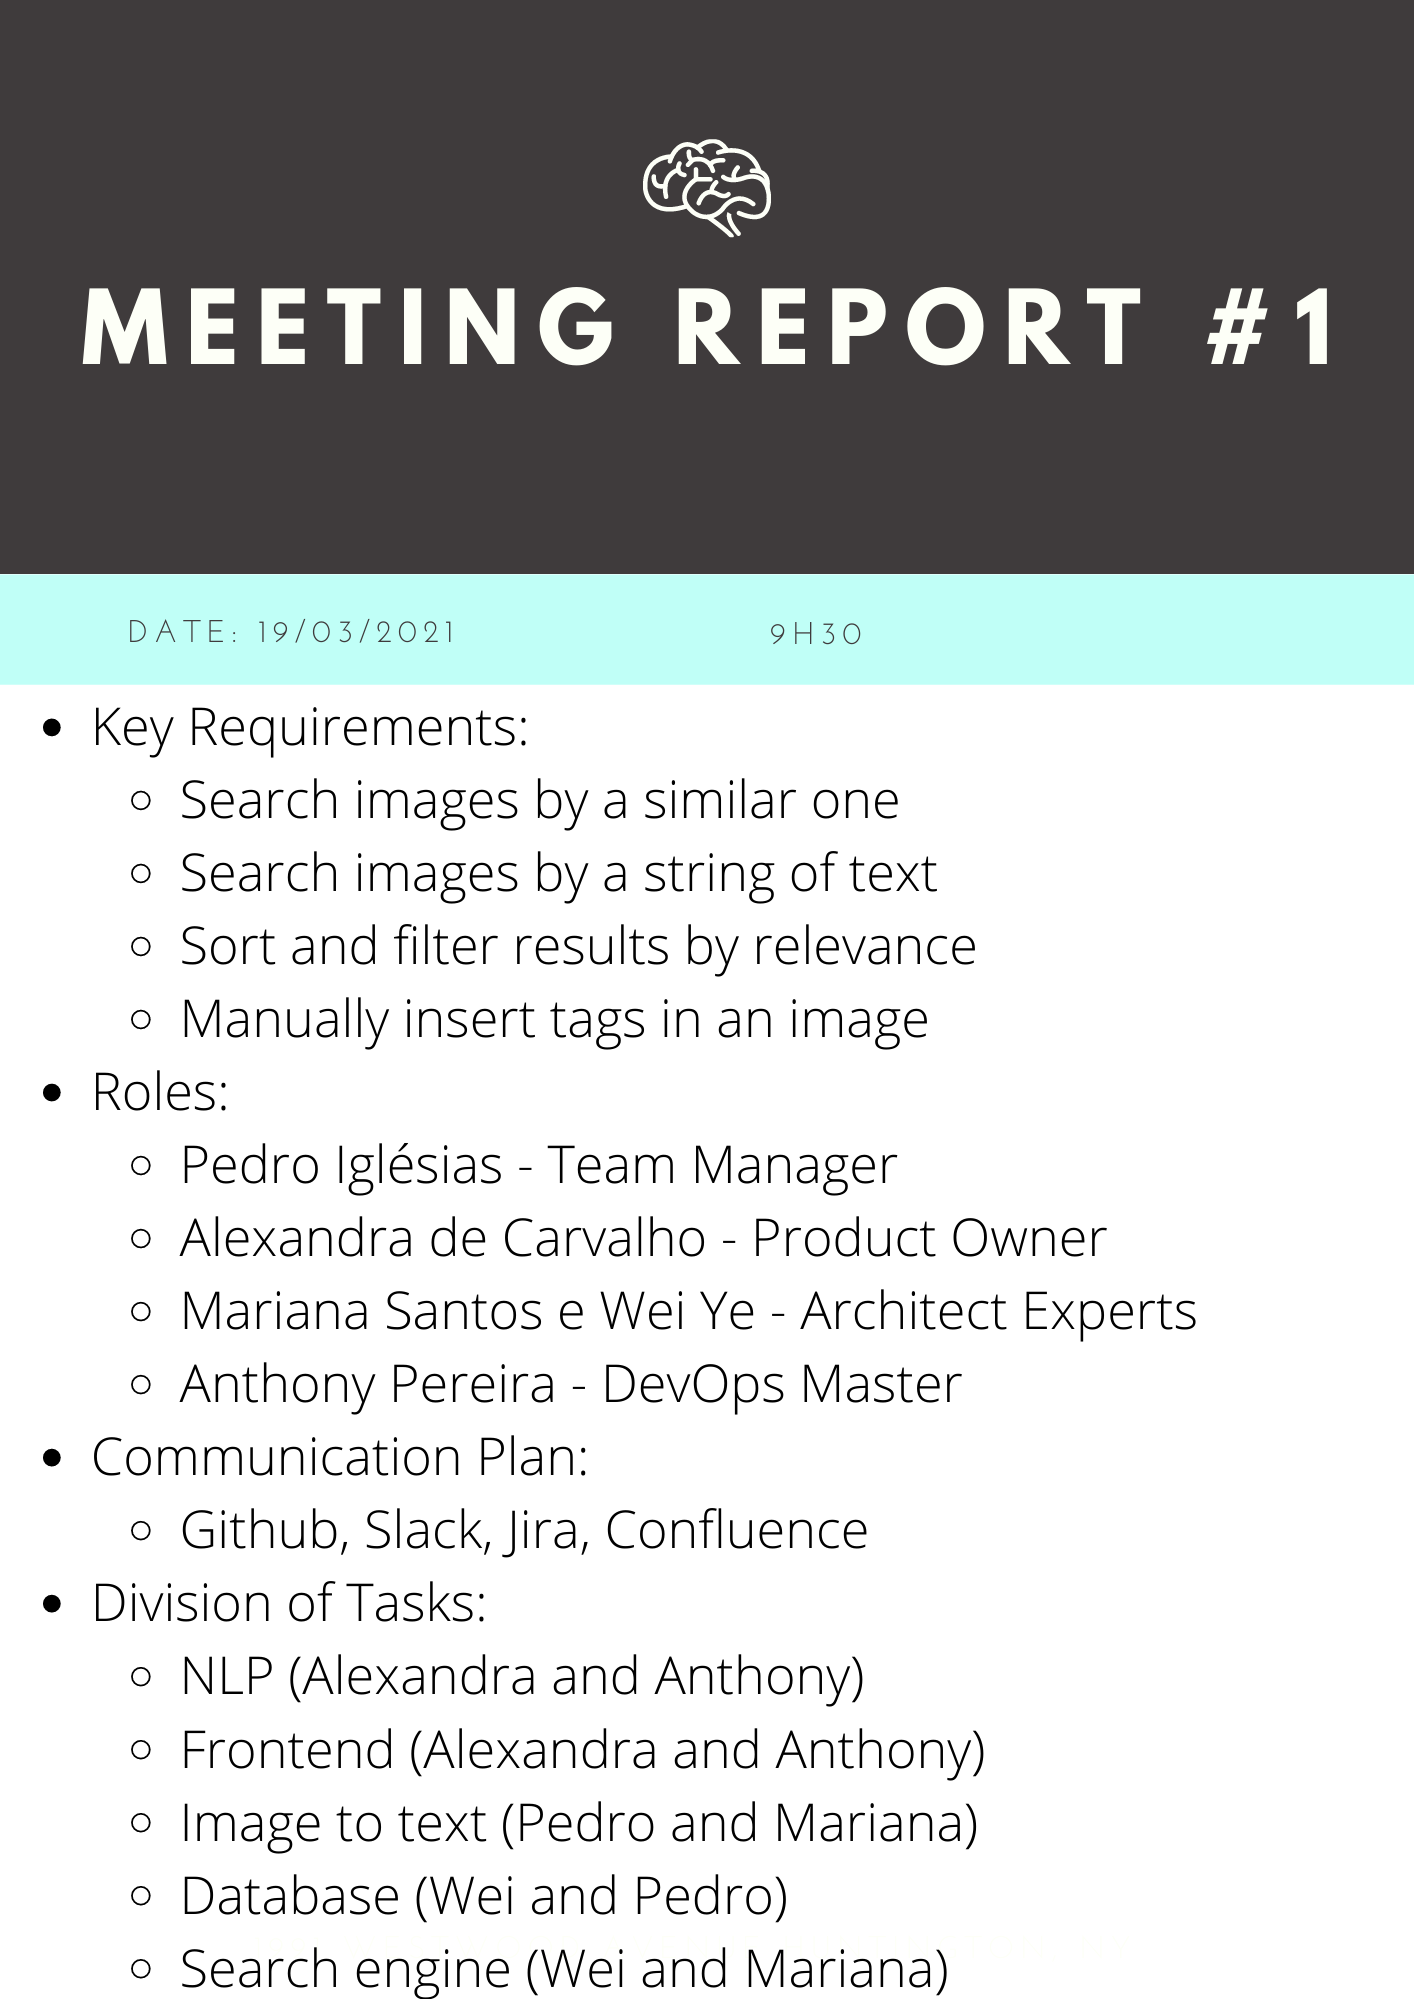 MEETING REPORT #1
DATE: 19/03/2021
9H30
Key Requirements:
Search images by a similar one
Search images by a string of text
Sort and filter results by relevance
Manually insert tags in an image
Roles:
Pedro Iglésias - Team Manager
Alexandra de Carvalho - Product Owner
Mariana Santos e Wei Ye - Architect Experts
Anthony Pereira - DevOps Master
Communication Plan:
Github, Slack, Jira, Confluence
Division of Tasks:
NLP (Alexandra and Anthony)
Frontend (Alexandra and Anthony)
Image to text (Pedro and Mariana)
Database (Wei and Pedro)
Search engine (Wei and Mariana)